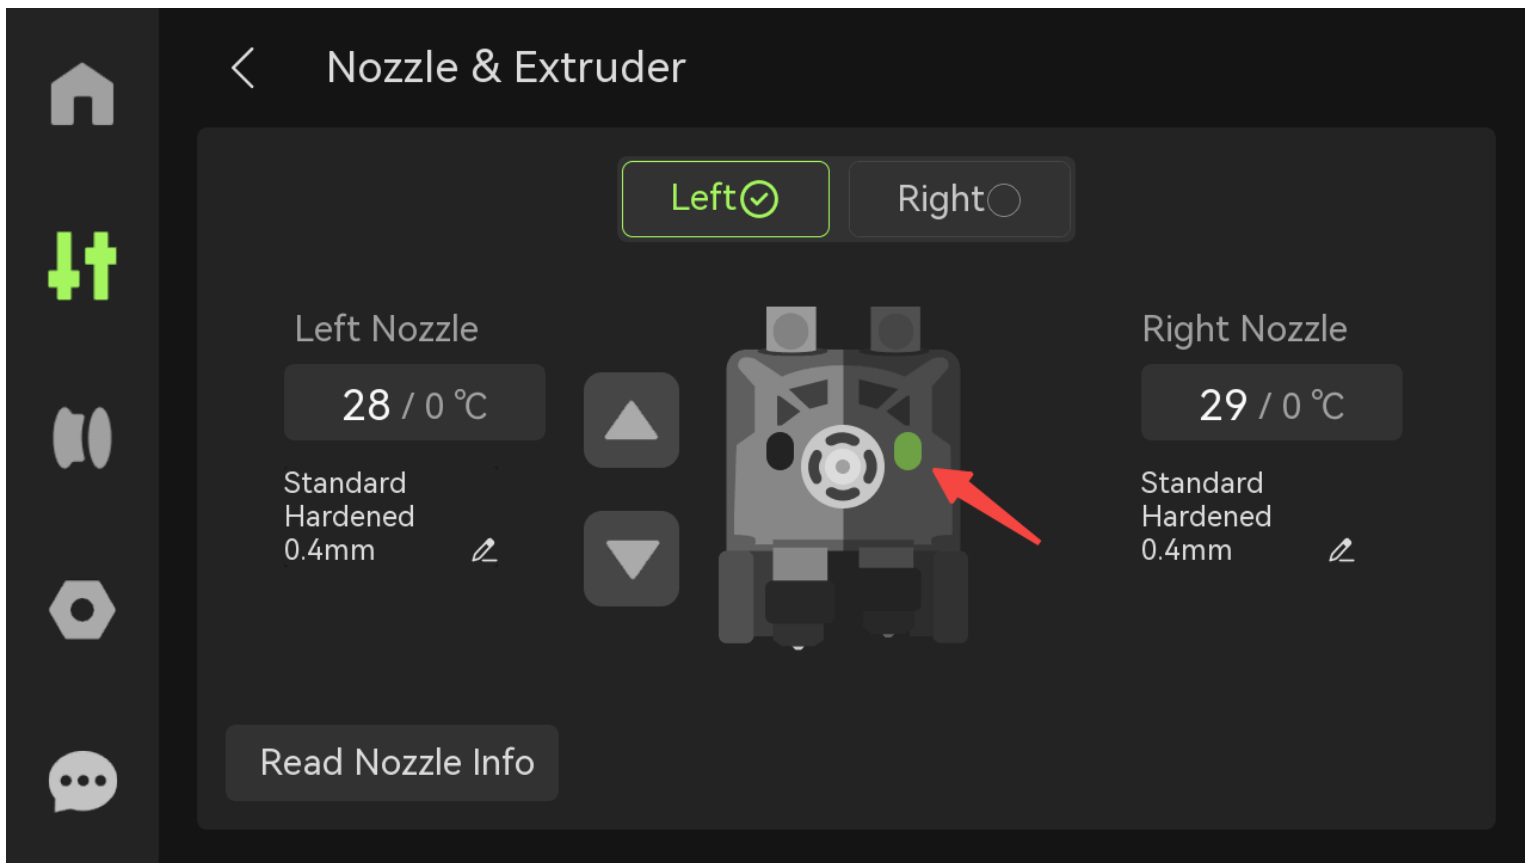 Nozzle & Extruder
Left
Right
Left Nozzle
28 / 0 ℃
Standard
Hardened
0.4mm
Right Nozzle
29 / 0 ℃
Standard
Hardened
0.4mm
Read Nozzle Info